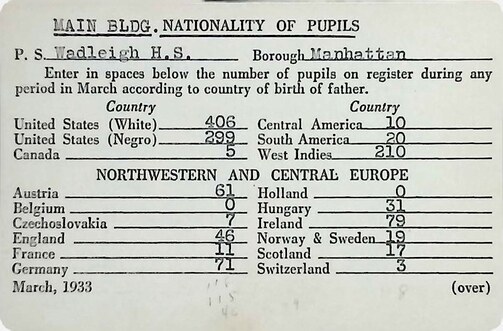 MAIN BLDG. NATIONALITY OF PUPILS
P. S. Wadleigh H.S. Borough Manhattan
Enter in spaces below the number of pupils on register during any
period in March according to country of birth of father.
Country Country
United States (White) 406 Central America 10
United States (Negro) 299 South America 20
Canada 5 West Indies 210
NORTHWESTERN AND CENTRAL EUROPE
Austria 61 Holland 0
Belgium 0 Hungary 31
Czechoslovakia 7 Ireland 79
England 46 Norway & Sweden 19
France 11 Scotland 17
Germany 71 Switzerland 3
March, 1933 (over)